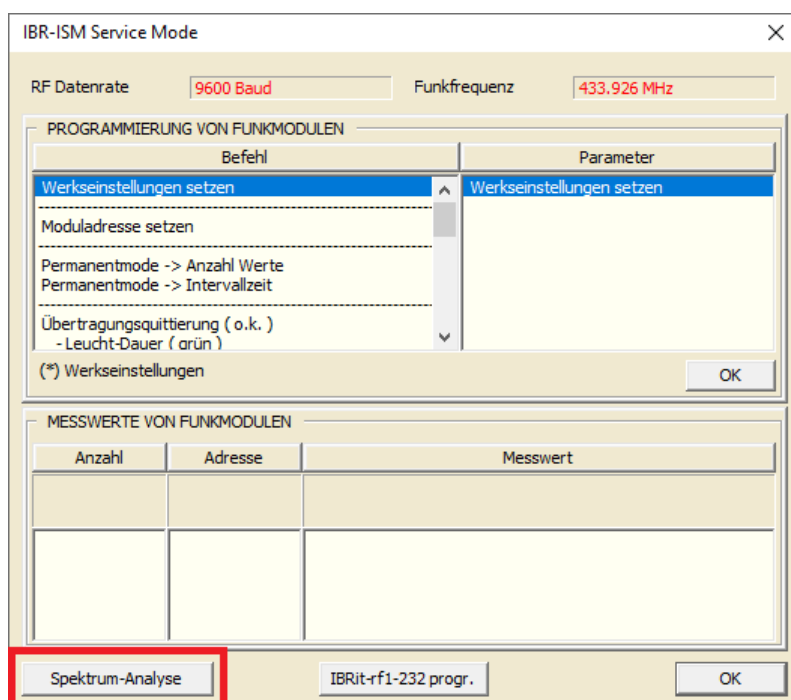 IBR-ISM Service Mode
RF Datenrate 9600 Baud Funkfrequenz 433.926 MHz
PROGRAMMIERUNG VON FUNKMODULEN
Befehl Parameter
Werkseinstellungen setzen Werkseinstellungen setzen
Moduladresse setzen
Permanentmode -> Anzahl Werte
Permanentmode -> Intervallzeit
Übertragungsquittierung ( o.k. )
- Leucht-Dauer ( grün )
(*) Werkseinstellungen OK
MESSWERTE VON FUNKMODULEN
Anzahl Adresse Messwert
Spektrum-Analyse IBRit-rf1-232 progr. OK